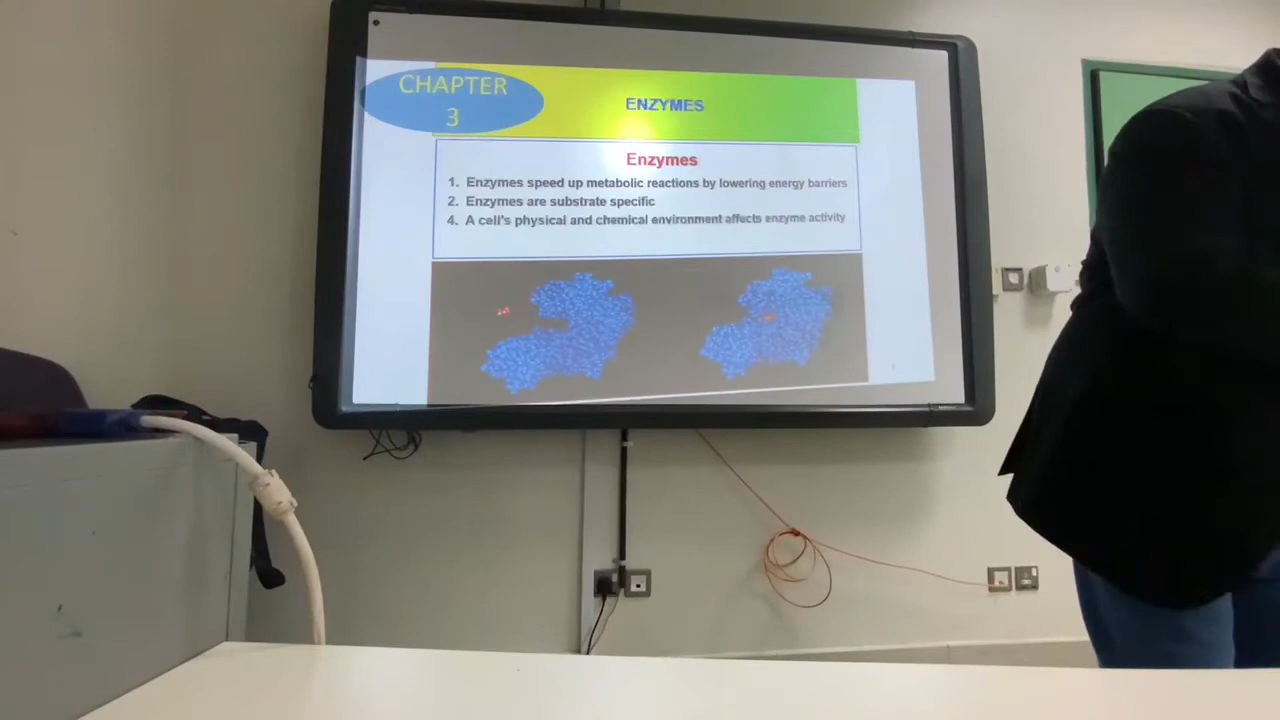 CHAPTER
3
ENZYMES
Enzymes
1. Enzymes speed up metabolic reactions by lowering energy barriers
2. Enzymes are substrate specific
4. A cell's physical and chemical environment affects enzyme activity